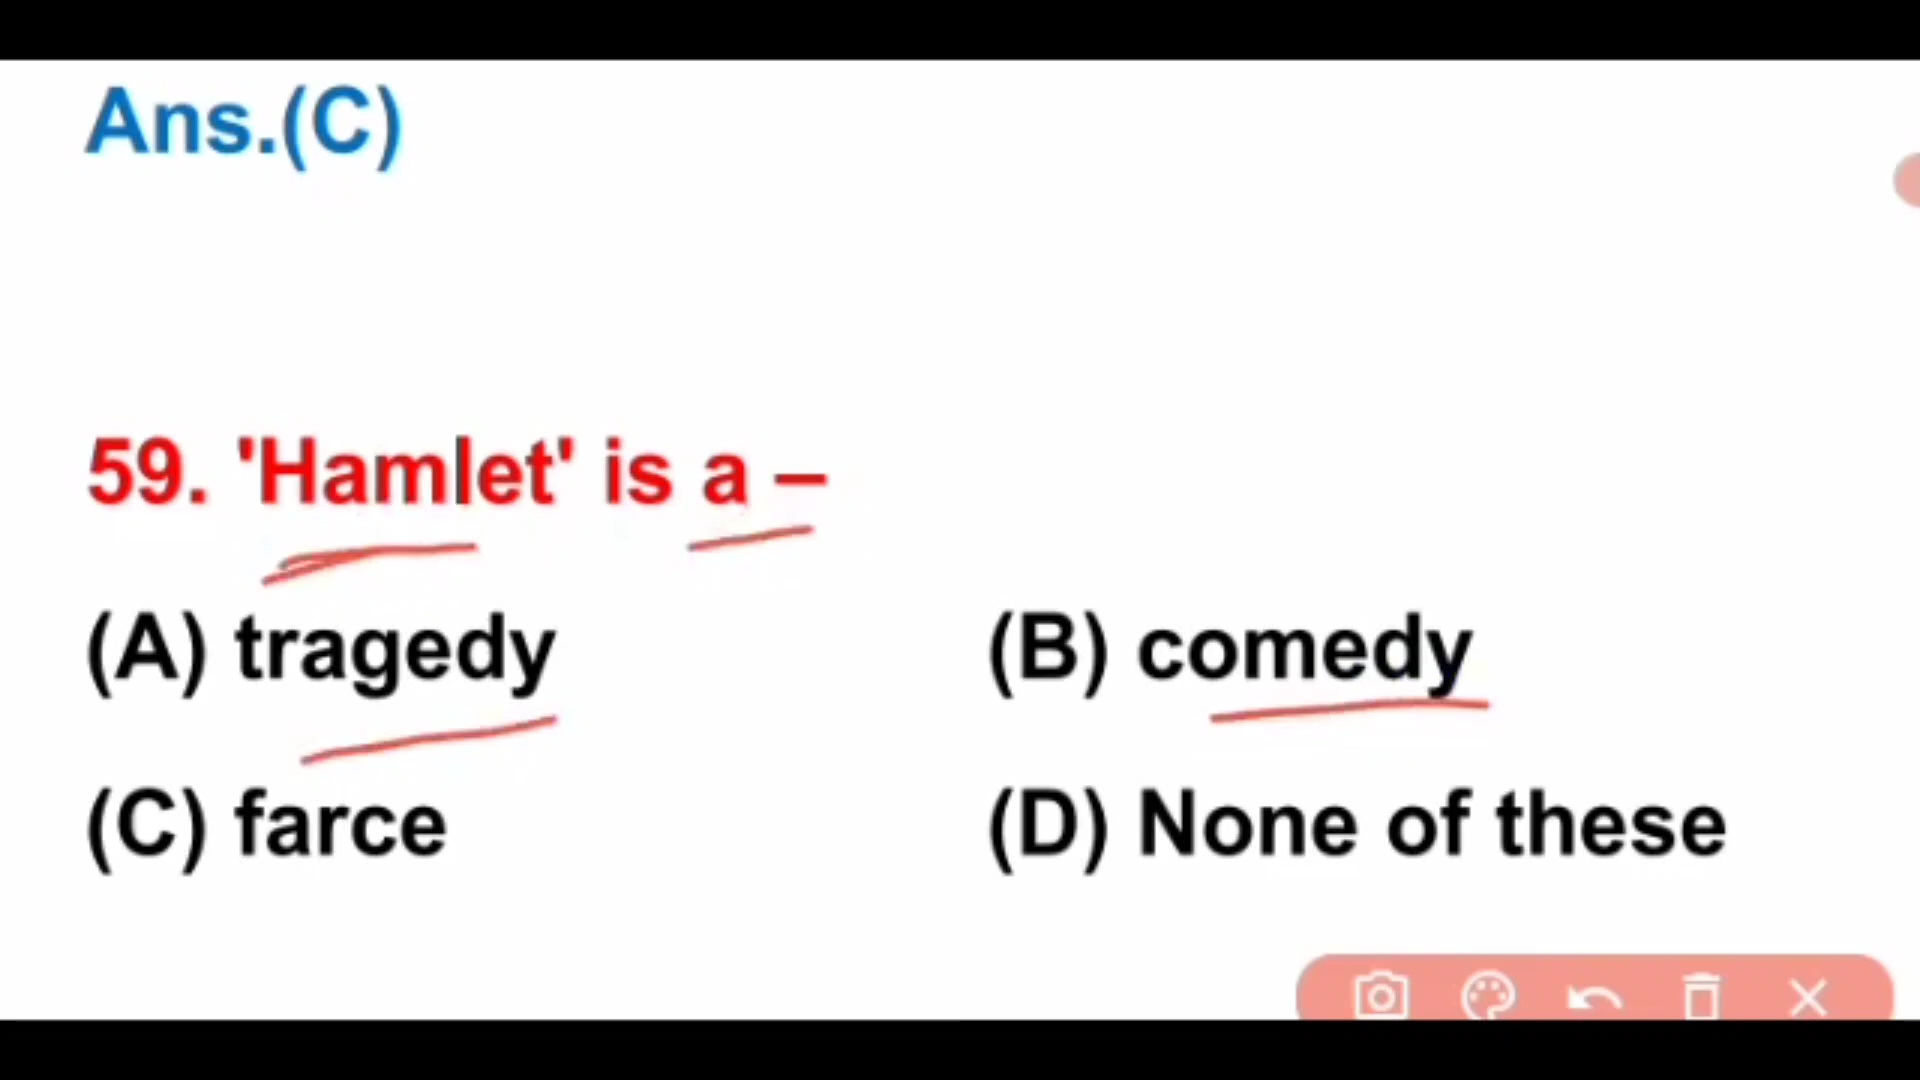 Ans.(C)
59. 'Hamlet' is a –
(A) tragedy (B) comedy
(C) farce (D) None of these